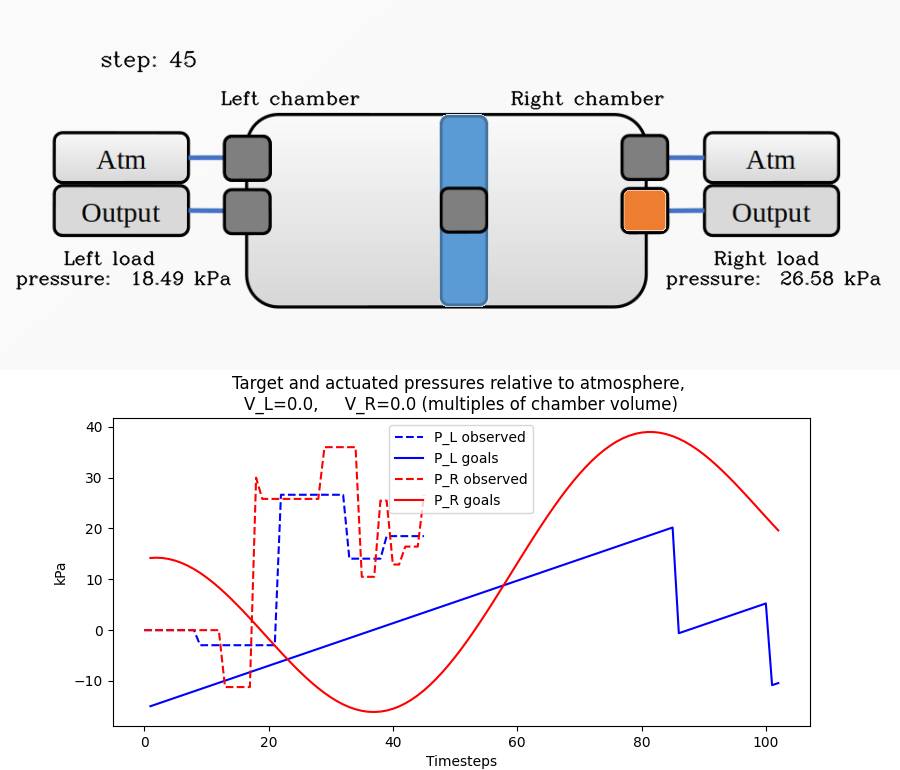 step: 45
Left chamber
Right chamber
Atm
Atm
Output
Output
Left load
pressure: 18.49 kPa
Right load
pressure: 26.58 kPa
Target and actuated pressures relative to atmosphere,
V_L=0.0, V_R=0.0 (multiples of chamber volume)
P_L observed
P_L goals
P_R observed
P_R goals
kPa
40
30
20
10
0
−10
0
20
40
60
80
100
Timesteps